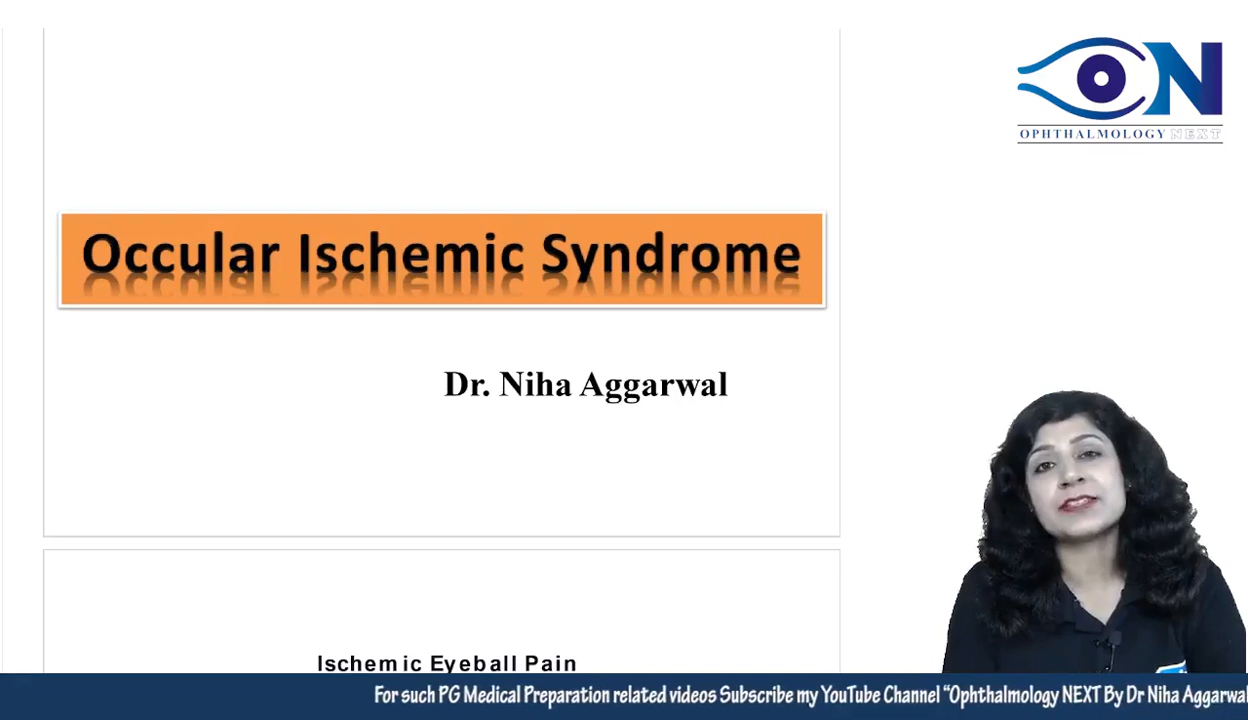 ON
OPHTHALMOLOGY NEXT
Occular Ischemic Syndrome
Dr. Niha Aggarwal
Ischemic Eyeball Pain
For such PG Medical Preparation related videos Subscribe my YouTube Channel “Ophthalmology NEXT By Dr Niha Aggarwal